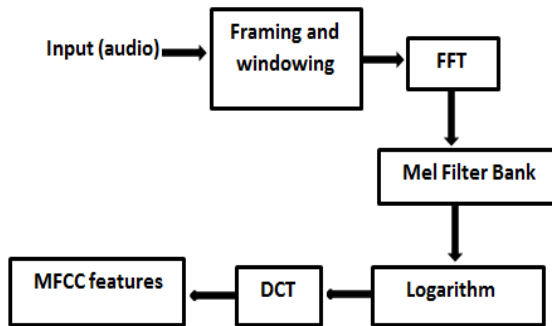 Input (audio)
Framing and
windowing
FFT
Mel Filter Bank
Logarithm
DCT
MFCC features